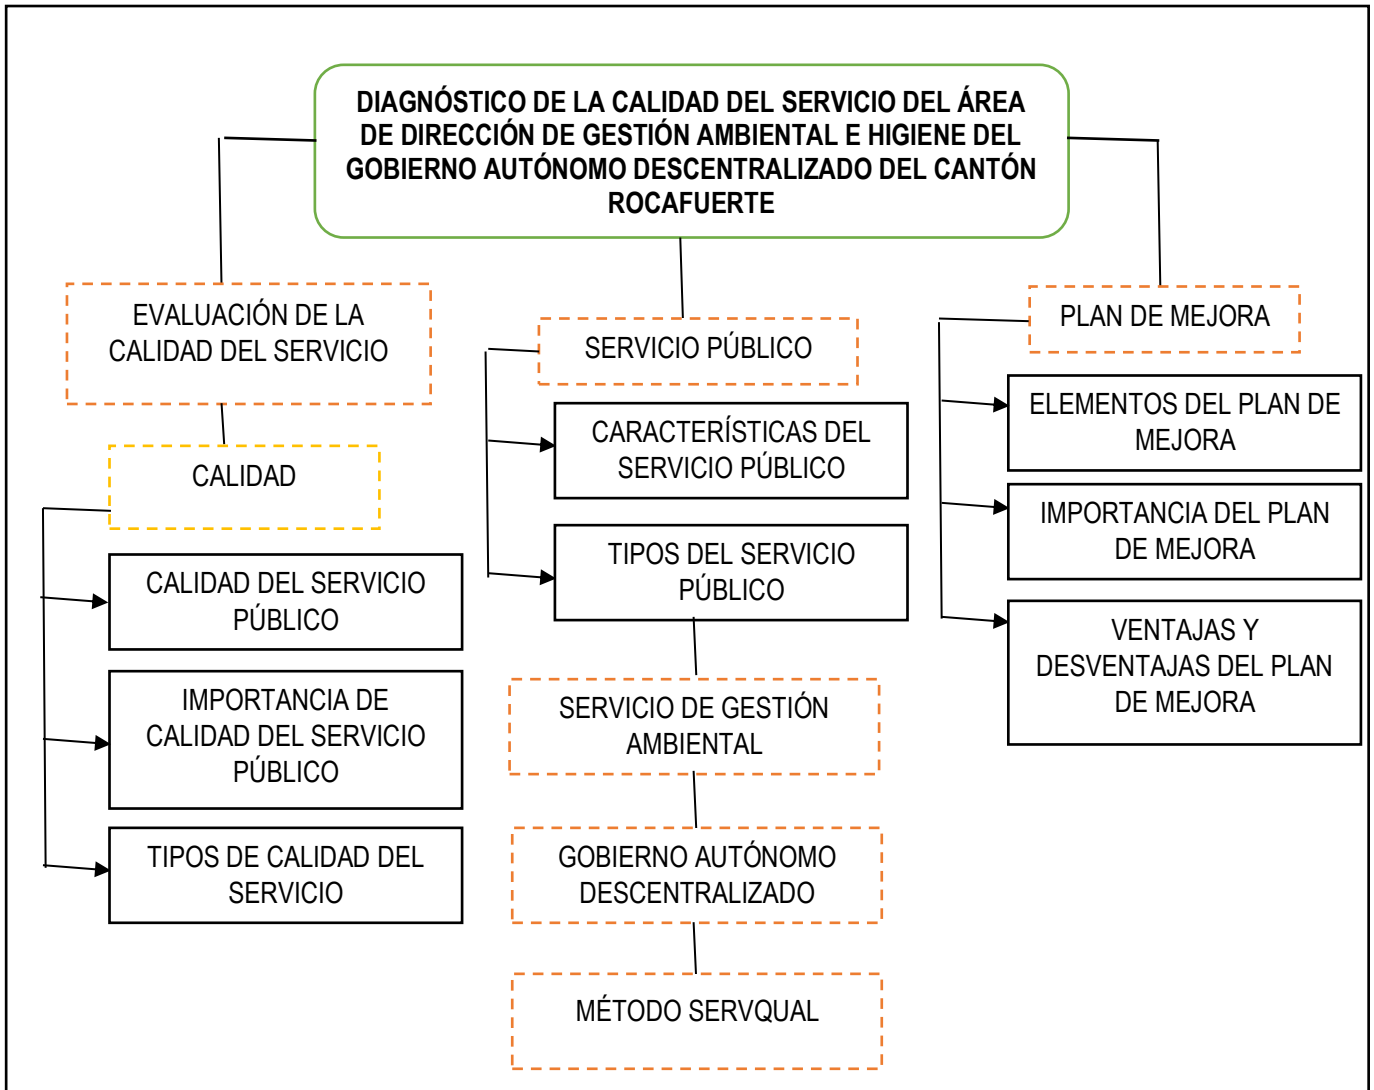 DIAGNÓSTICO DE LA CALIDAD DEL SERVICIO DEL ÁREA
DE DIRECCIÓN DE GESTIÓN AMBIENTAL E HIGIENE DEL
GOBIERNO AUTÓNOMO DESCENTRALIZADO DEL CANTÓN
ROCAFUERTE
EVALUACIÓN DE LA
CALIDAD DEL SERVICIO
CALIDAD
CALIDAD DEL SERVICIO
PÚBLICO
IMPORTANCIA DE
CALIDAD DEL SERVICIO
PÚBLICO
TIPOS DE CALIDAD DEL
SERVICIO
SERVICIO PÚBLICO
CARACTERÍSTICAS DEL
SERVICIO PÚBLICO
TIPOS DEL SERVICIO
PÚBLICO
SERVICIO DE GESTIÓN
AMBIENTAL
GOBIERNO AUTÓNOMO
DESCENTRALIZADO
MÉTODO SERVQUAL
PLAN DE MEJORA
ELEMENTOS DEL PLAN DE
MEJORA
IMPORTANCIA DEL PLAN
DE MEJORA
VENTAJAS Y
DESVENTAJAS DEL PLAN
DE MEJORA